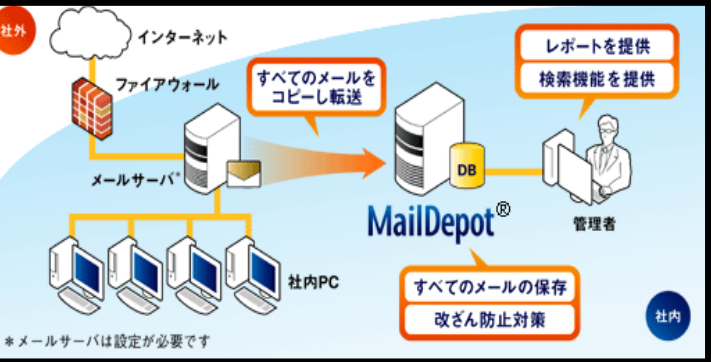 社外
インターネット
ファイアウォール
すべてのメールを
コピーし転送
レポートを提供
検索機能を提供
メールサーバ*
DB
MailDepot®
管理者
社内PC
すべてのメールの保存
改ざん防止対策
社内
*メールサーバは設定が必要です